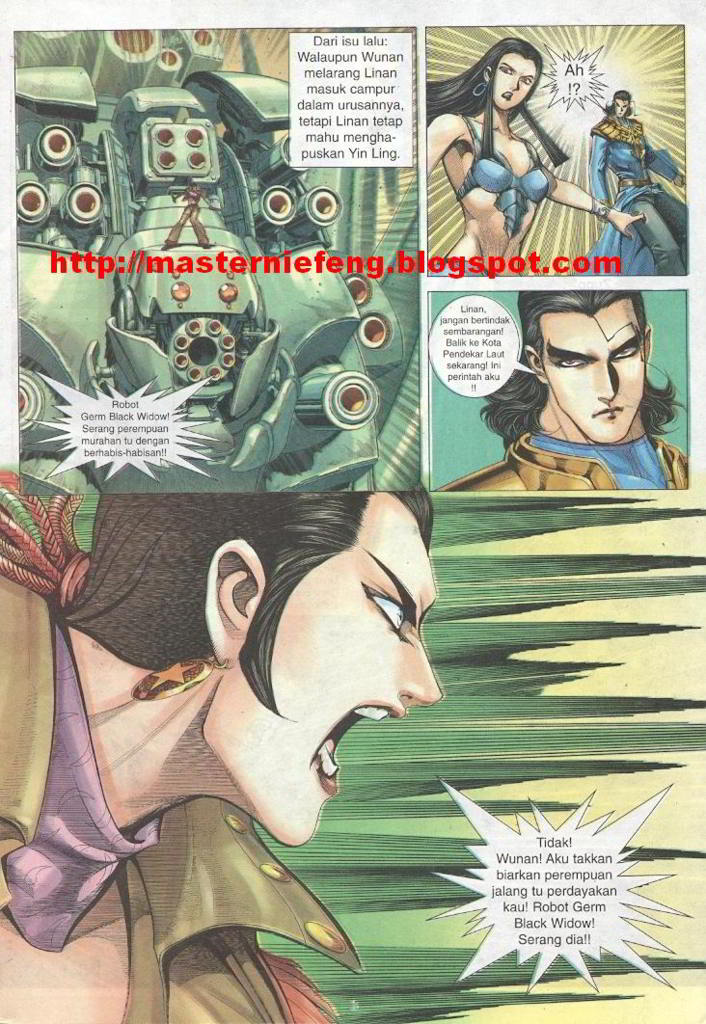 Dari isu lalu:
Walaupun Wunan
melarang Linan
masuk campur
dalam urusannya,
tetapi Linan tetap
mahu mengha-
puskan Yin Ling.
Ah
!?
http://masterniefeng.blogspot.com
Linan,
jangan bertindak
sembarangan!
Balik ke Kota
Pendekar Laut
sekarang! Ini
perintah aku
!!
Robot
Germ Black Widow!
Serang perempuan
murahan tu dengan
berhabis-habisan!!
Tidak!
Wunan! Aku takkan
biarkan perempuan
jalang tu perdayakan
kau! Robot Germ
Black Widow!
Serang dia!!